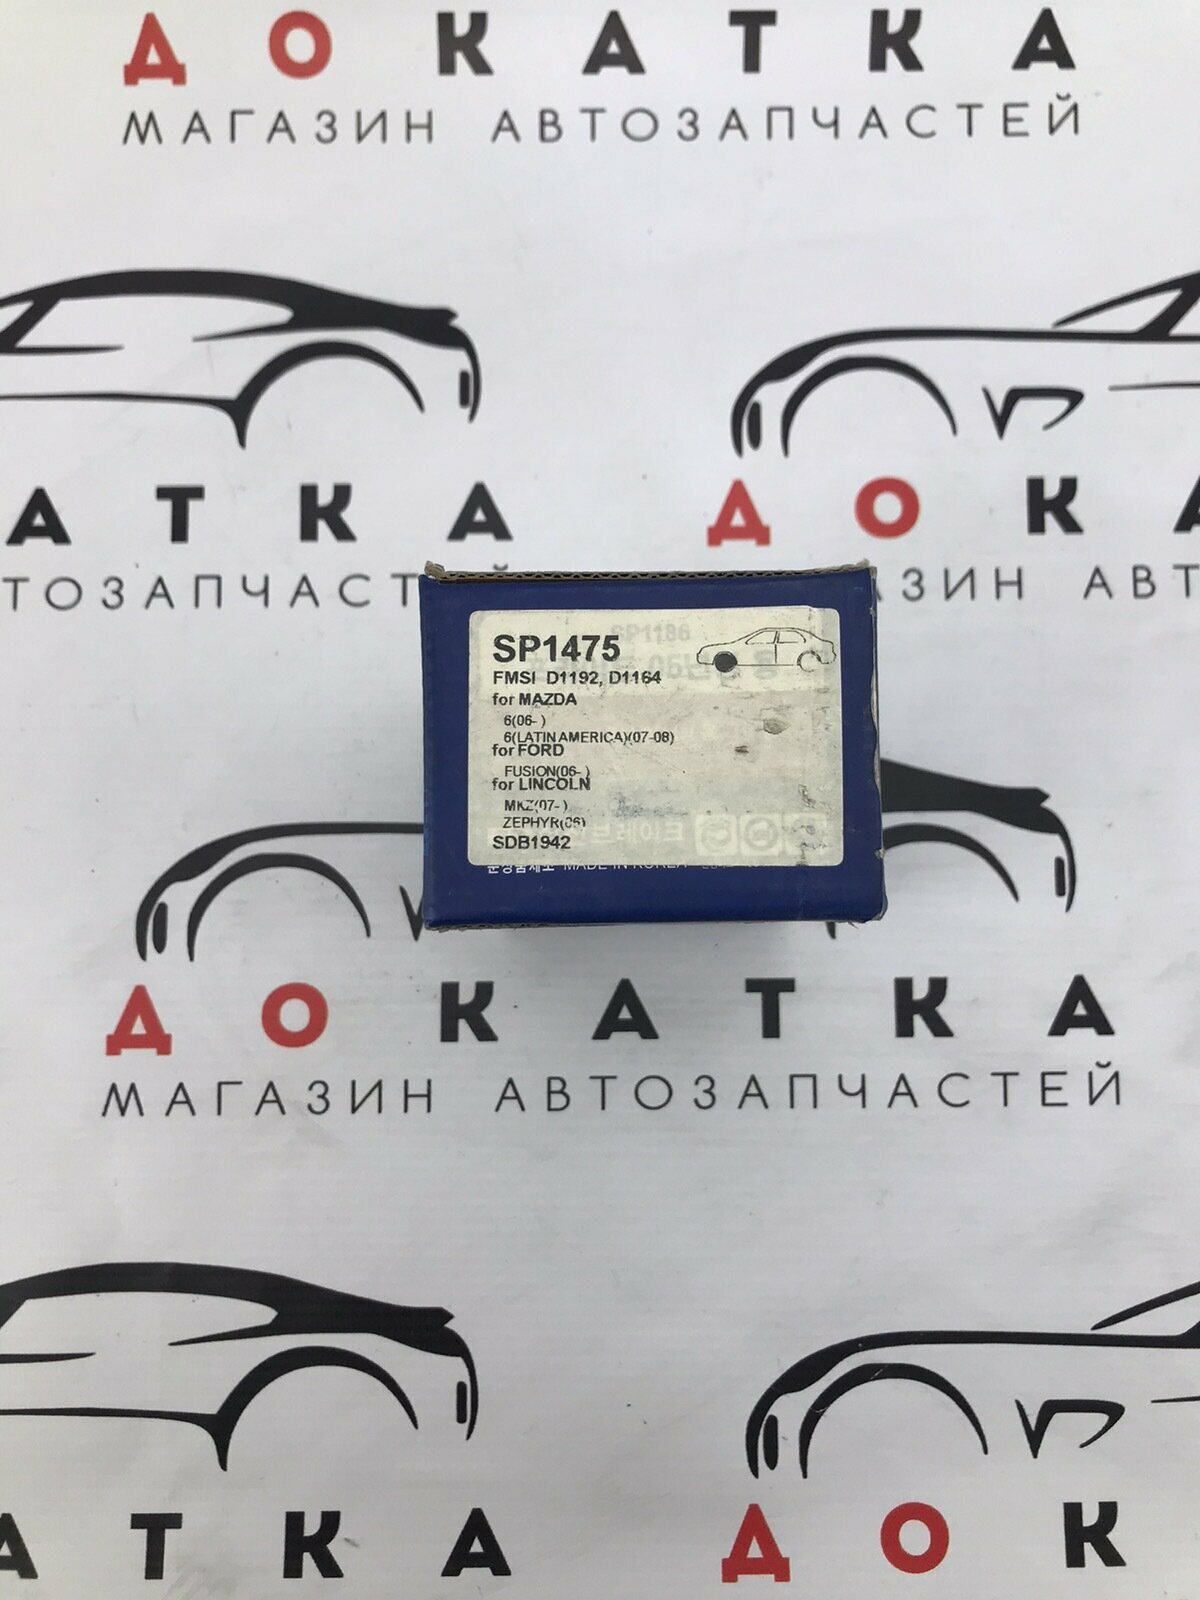 ДОКАТКА
МАГАЗИН АВТОЗАПЧАСТЕЙ
АТКА
ТОЗАПЧАСТ
ДОКА
ЗИН АВТ
SP1186
SP1475
FMSI D1192, D1164
for MAZDA
6(06- )
6(LATIN AMERICA)(07-08)
for FORD
FUSION(06- )
for LINCOLN
MKZ(07- )
ZEPHYR(06)
SDB1942
MADE IN KOREA
ДОКАТКА
МАГАЗИН АВТОЗАПЧАСТЕЙ
АТКА
ДОК